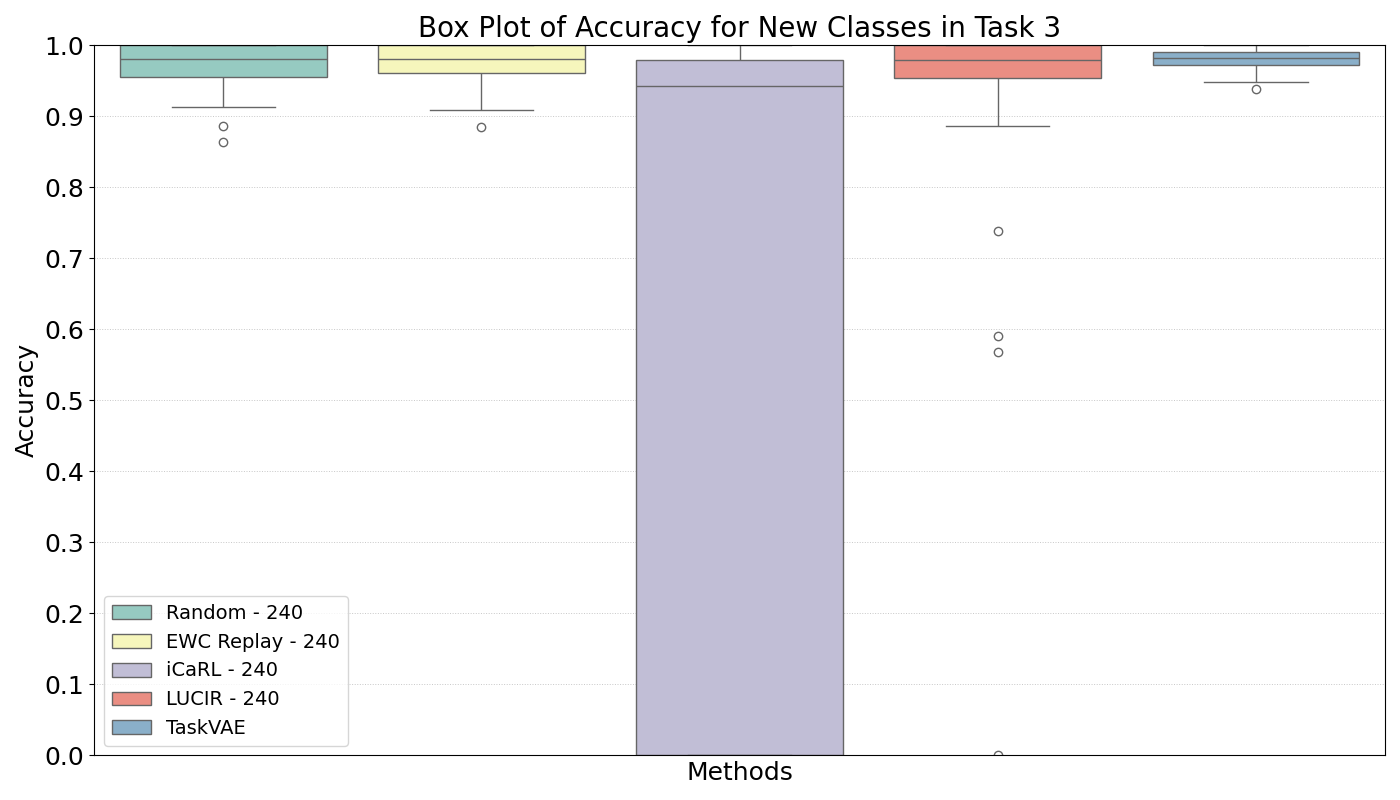 Box Plot of Accuracy for New Classes in Task 3
1.0
0.9
0.8
0.7
0.6
0.5
0.4
0.3
0.2
0.1
0.0
Accuracy
Random - 240
EWC Replay - 240
iCaRL - 240
LUCIR - 240
TaskVAE
Methods